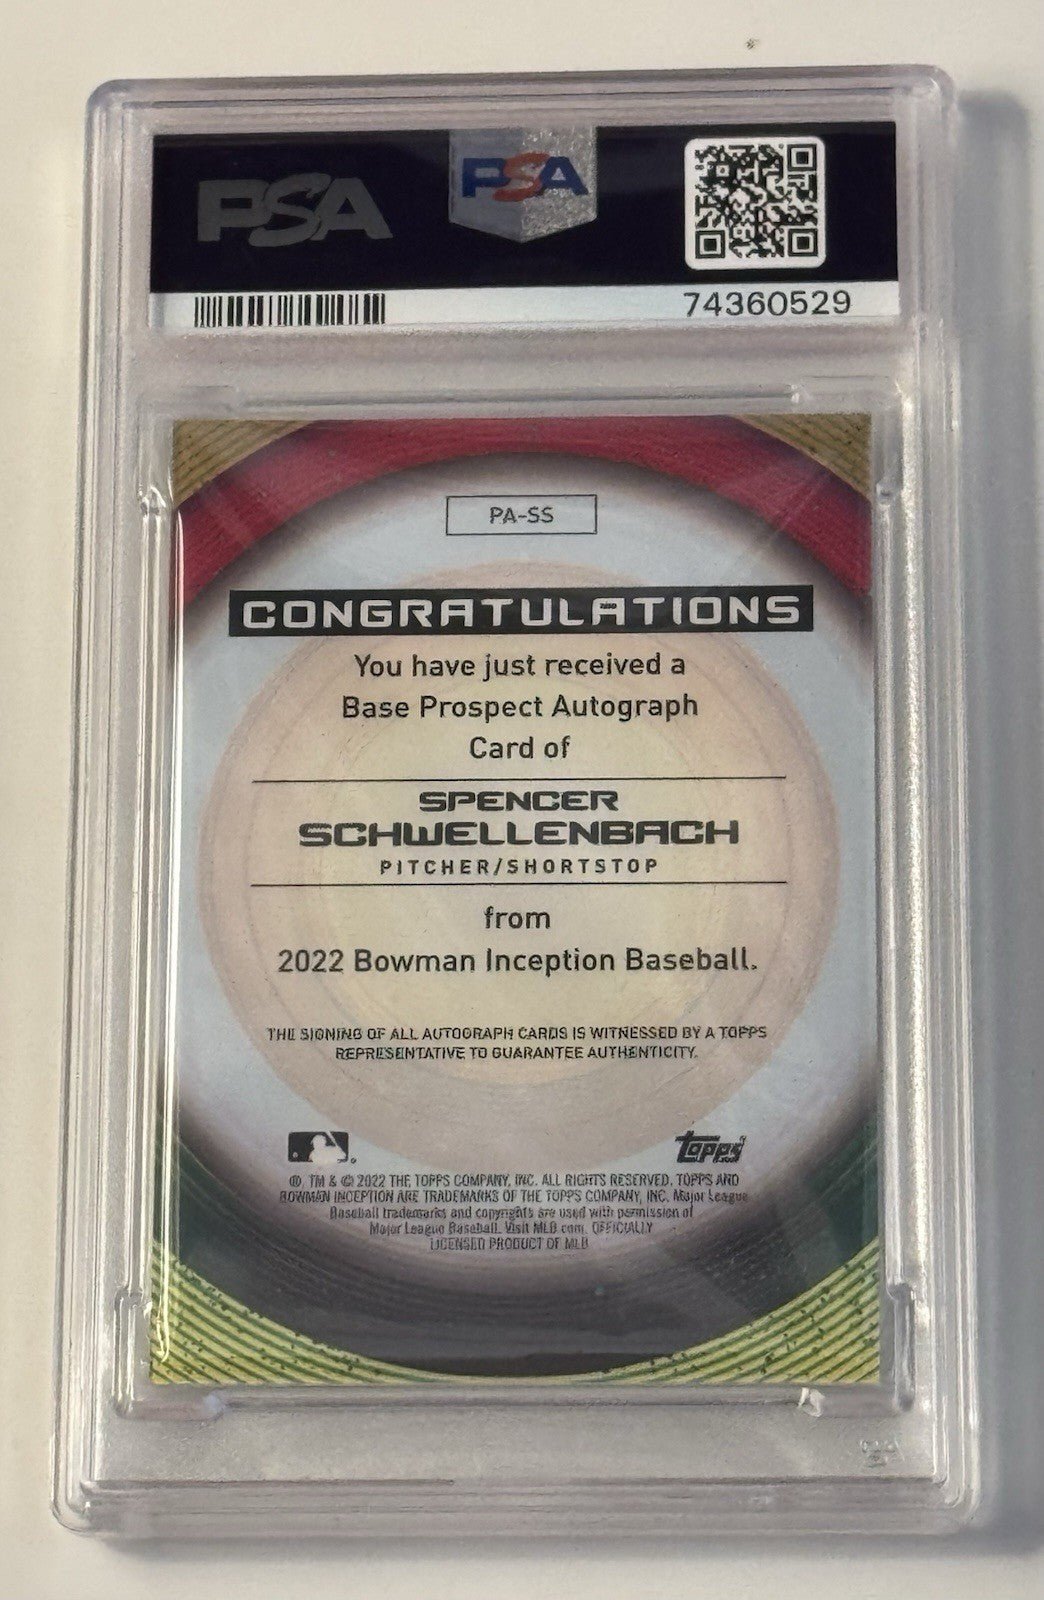 PSA
PSA
74360529
PA-SS
CONGRATULATIONS
You have just received a
Base Prospect Autograph
Card of
SPENCER
SCHWELLENBACH
PITCHER/SHORTSTOP
from
2022 Bowman Inception Baseball.
THE SIGNING OF ALL AUTOGRAPH CARDS IS WITNESSED BY A TOPPS
REPRESENTATIVE TO GUARANTEE AUTHENTICITY.
topps
®, TM & © 2022 THE TOPPS COMPANY, INC. ALL RIGHTS RESERVED. TOPPS AND
BOWMAN INCEPTION ARE TRADEMARKS OF THE TOPPS COMPANY, INC. Major League
Baseball trademarks and copyrights are used with permission of
Major League Baseball. Visit MLB.com. OFFICIALLY
LICENSED PRODUCT OF MLB